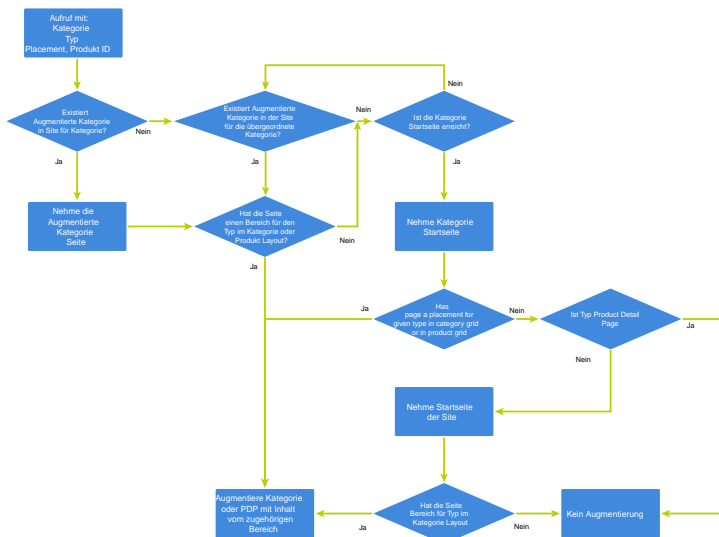 Aufruf mit:
Kategorie
Typ
Placement, Produkt ID
Existiert
Augmentierte Kategorie
in Site für Kategorie?
Nein
Ja
Existiert Augmentierte
Kategorie in der Site
für die übergeordnete
Kategorie?
Nein
Ja
Nein
Ist die Kategorie
Startseite erreicht?
Ja
Nehme die
Augmentierte
Kategorie
Seite
Hat die Seite
einen Bereich für den
Typ im Kategorie oder
Produkt Layout?
Nein
Ja
Nehme Kategorie
Startseite
Ja
Has
page a placement for
given type in category grid
or in product grid
Nein
Ist Typ Product Detail
Page
Ja
Nein
Nehme Startseite
der Site
Augmentiere Kategorie
oder PDP mit Inhalt
vom zugehörigen
Bereich
Ja
Hat die Seite
Bereich für Typ im
Kategorie Layout
Nein
Kein Augmentierung